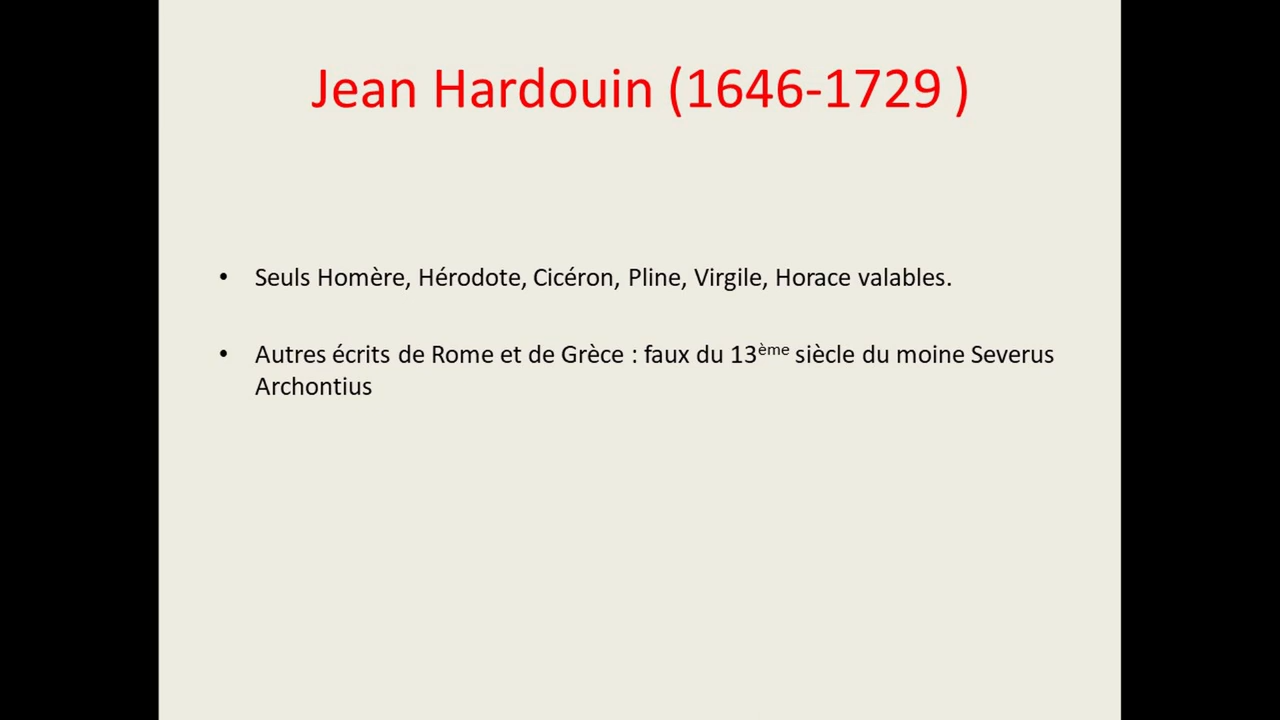 Jean Hardouin (1646-1729 )
• Seuls Homère, Hérodote, Cicéron, Pline, Virgile, Horace valables.
• Autres écrits de Rome et de Grèce : faux du 13ème siècle du moine Severus
Archontius